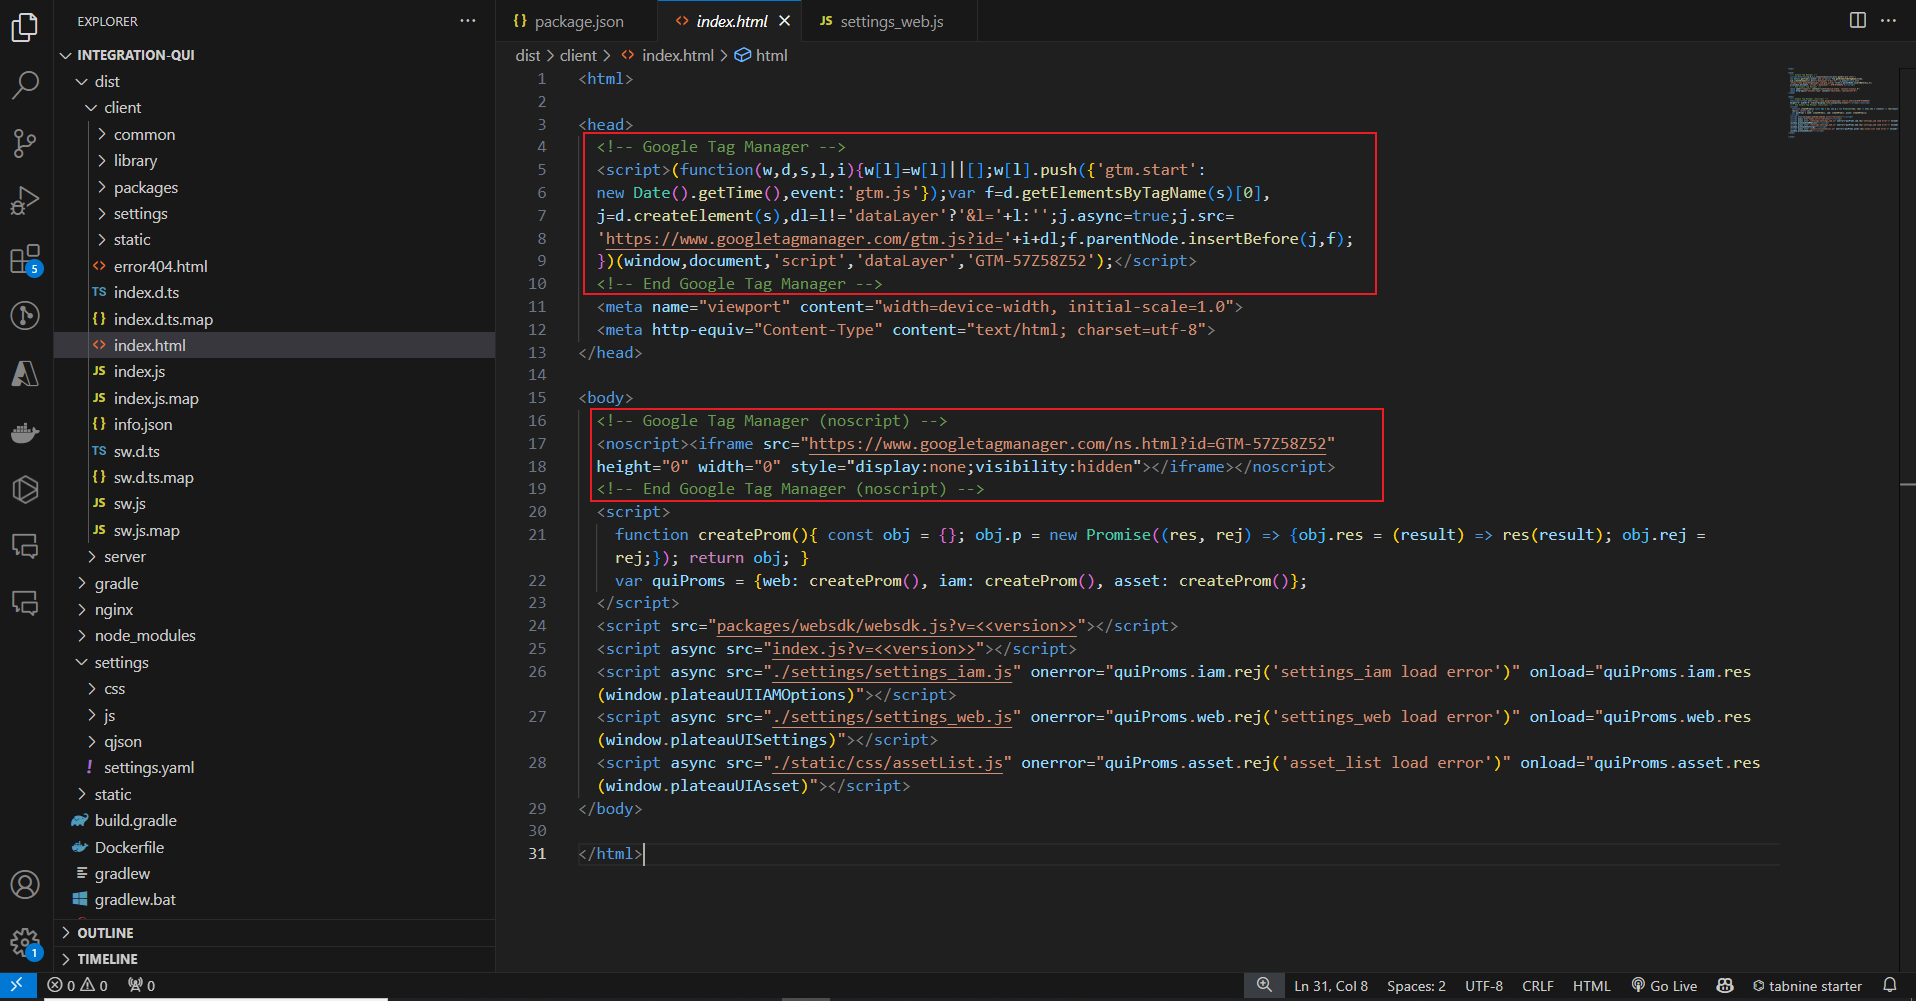 EXPLORER
INTEGRATION-QUI
dist
client
common
library
packages
settings
static
error404.html
TS index.d.ts
{} index.d.ts.map
<> index.html
JS index.js
JS index.js.map
{} info.json
TS sw.d.ts
{} sw.d.ts.map
JS sw.js
JS sw.js.map
server
gradle
nginx
node_modules
settings
css
js
qjson
! settings.yaml
static
build.gradle
Dockerfile
gradlew
gradlew.bat
OUTLINE
TIMELINE
5
1
{} package.json
<> index.html
JS settings_web.js
dist > client > <> index.html > html
1 <html>
2
3 <head>
4 <!-- Google Tag Manager -->
5 <script>(function(w,d,s,l,i){w[l]=w[l]||[];w[l].push({'gtm.start':
6 new Date().getTime(),event:'gtm.js'});var f=d.getElementsByTagName(s)[0],
7 j=d.createElement(s),dl=l!='dataLayer'?'&l='+l:'';j.async=true;j.src=
8 'https://www.googletagmanager.com/gtm.js?id='+i+dl;f.parentNode.insertBefore(j,f);
9 })(window,document,'script','dataLayer','GTM-57Z58Z52');</script>
10 <!-- End Google Tag Manager -->
11 <meta name="viewport" content="width=device-width, initial-scale=1.0">
12 <meta http-equiv="Content-Type" content="text/html; charset=utf-8">
13 </head>
14
15 <body>
16 <!-- Google Tag Manager (noscript) -->
17 <noscript><iframe src="https://www.googletagmanager.com/ns.html?id=GTM-57Z58Z52"
18 height="0" width="0" style="display:none;visibility:hidden"></iframe></noscript>
19 <!-- End Google Tag Manager (noscript) -->
20 <script>
21 function createProm(){ const obj = {}; obj.p = new Promise((res, rej) => {obj.res = (result) => res(result); obj.rej =
rej;}); return obj; }
22 var quiProms = {web: createProm(), iam: createProm(), asset: createProm()};
23 </script>
24 <script src="packages/websdk/websdk.js?v=<<version>>"></script>
25 <script async src="index.js?v=<<version>>"></script>
26 <script async src="./settings/settings_iam.js" onerror="quiProms.iam.rej('settings_iam load error')" onload="quiProms.iam.res
(window.plateauUIIAMOptions)"></script>
27 <script async src="./settings/settings_web.js" onerror="quiProms.web.rej('settings_web load error')" onload="quiProms.web.res
(window.plateauUISettings)"></script>
28 <script async src="./static/css/assetList.js" onerror="quiProms.asset.rej('asset_list load error')" onload="quiProms.asset.res
(window.plateauUIAsset)"></script>
29 </body>
30
31 </html>
0 0 0
Ln 31, Col 8 Spaces: 2 UTF-8 CRLF HTML Go Live tabnine starter